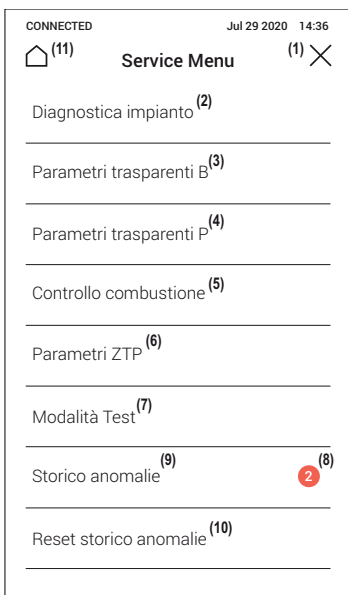 CONNECTED Jul 29 2020 14:36
(11) Service Menu (1)
Diagnostica impianto (2)
Parametri trasparenti B (3)
Parametri trasparenti P (4)
Controllo combustione (5)
Parametri ZTP (6)
Modalità Test (7)
Storico anomalie (9) 2 (8)
Reset storico anomalie (10)